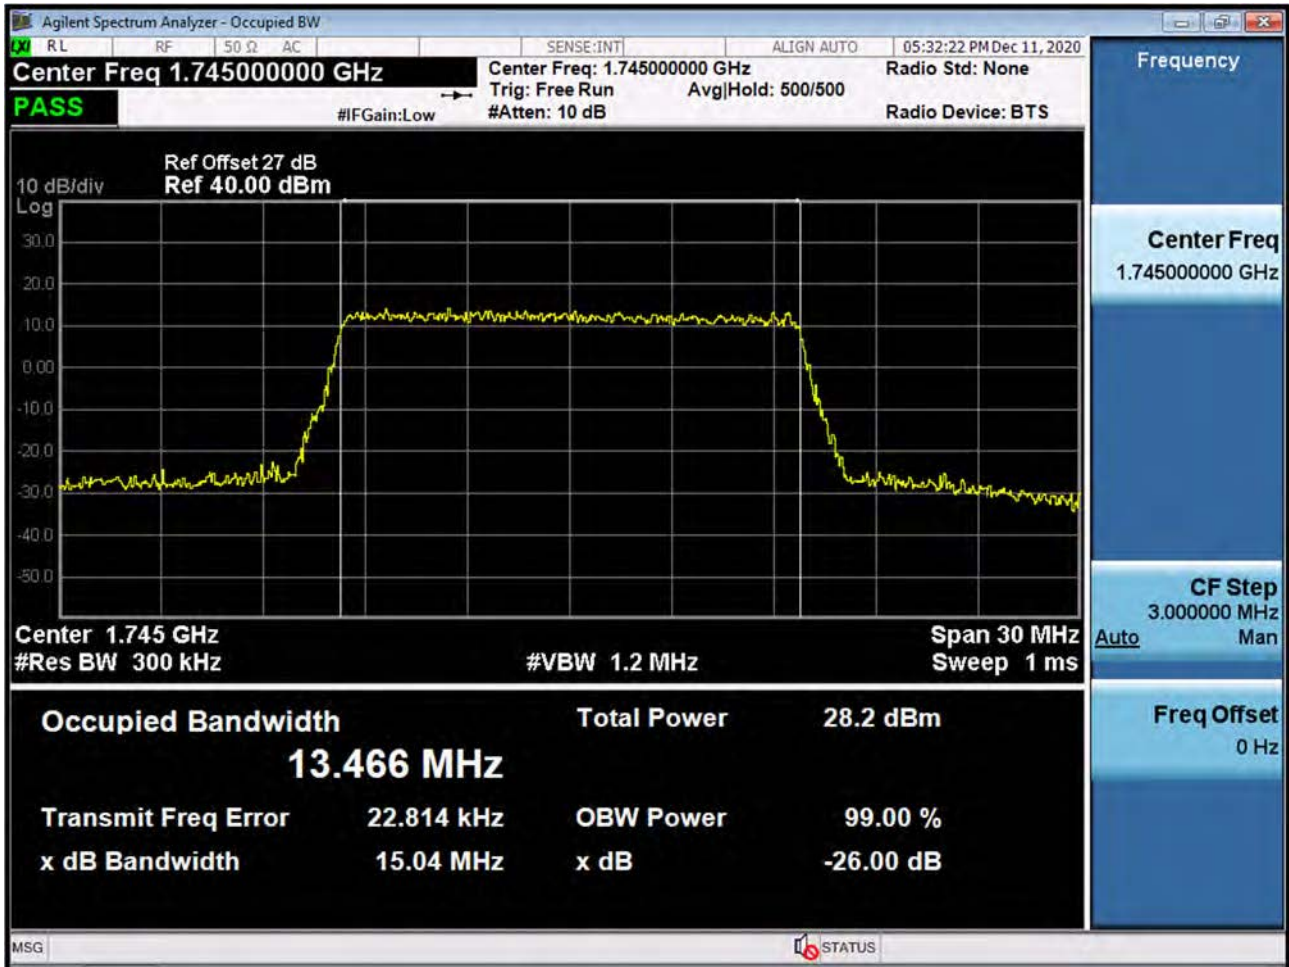 Agilent Spectrum Analyzer - Occupied BW
LXI RL RF 50 Ω AC SENSE:INT ALIGN AUTO 05:32:22 PM Dec 11, 2020
Center Freq 1.745000000 GHz
Center Freq: 1.745000000 GHz Radio Std: None
Trig: Free Run Avg|Hold: 500/500
PASS #IFGain:Low #Atten: 10 dB Radio Device: BTS
Ref Offset 27 dB
10 dB/div Ref 40.00 dBm
Log
30.0
20.0
10.0
0.00
-10.0
-20.0
-30.0
-40.0
-50.0
Center 1.745 GHz Span 30 MHz
#Res BW 300 kHz #VBW 1.2 MHz Sweep 1 ms
Occupied Bandwidth Total Power 28.2 dBm
13.466 MHz
Transmit Freq Error 22.814 kHz OBW Power 99.00 %
x dB Bandwidth 15.04 MHz x dB -26.00 dB
MSG STATUS
Frequency
Center Freq
1.745000000 GHz
CF Step
3.000000 MHz
Auto Man
Freq Offset
0 Hz